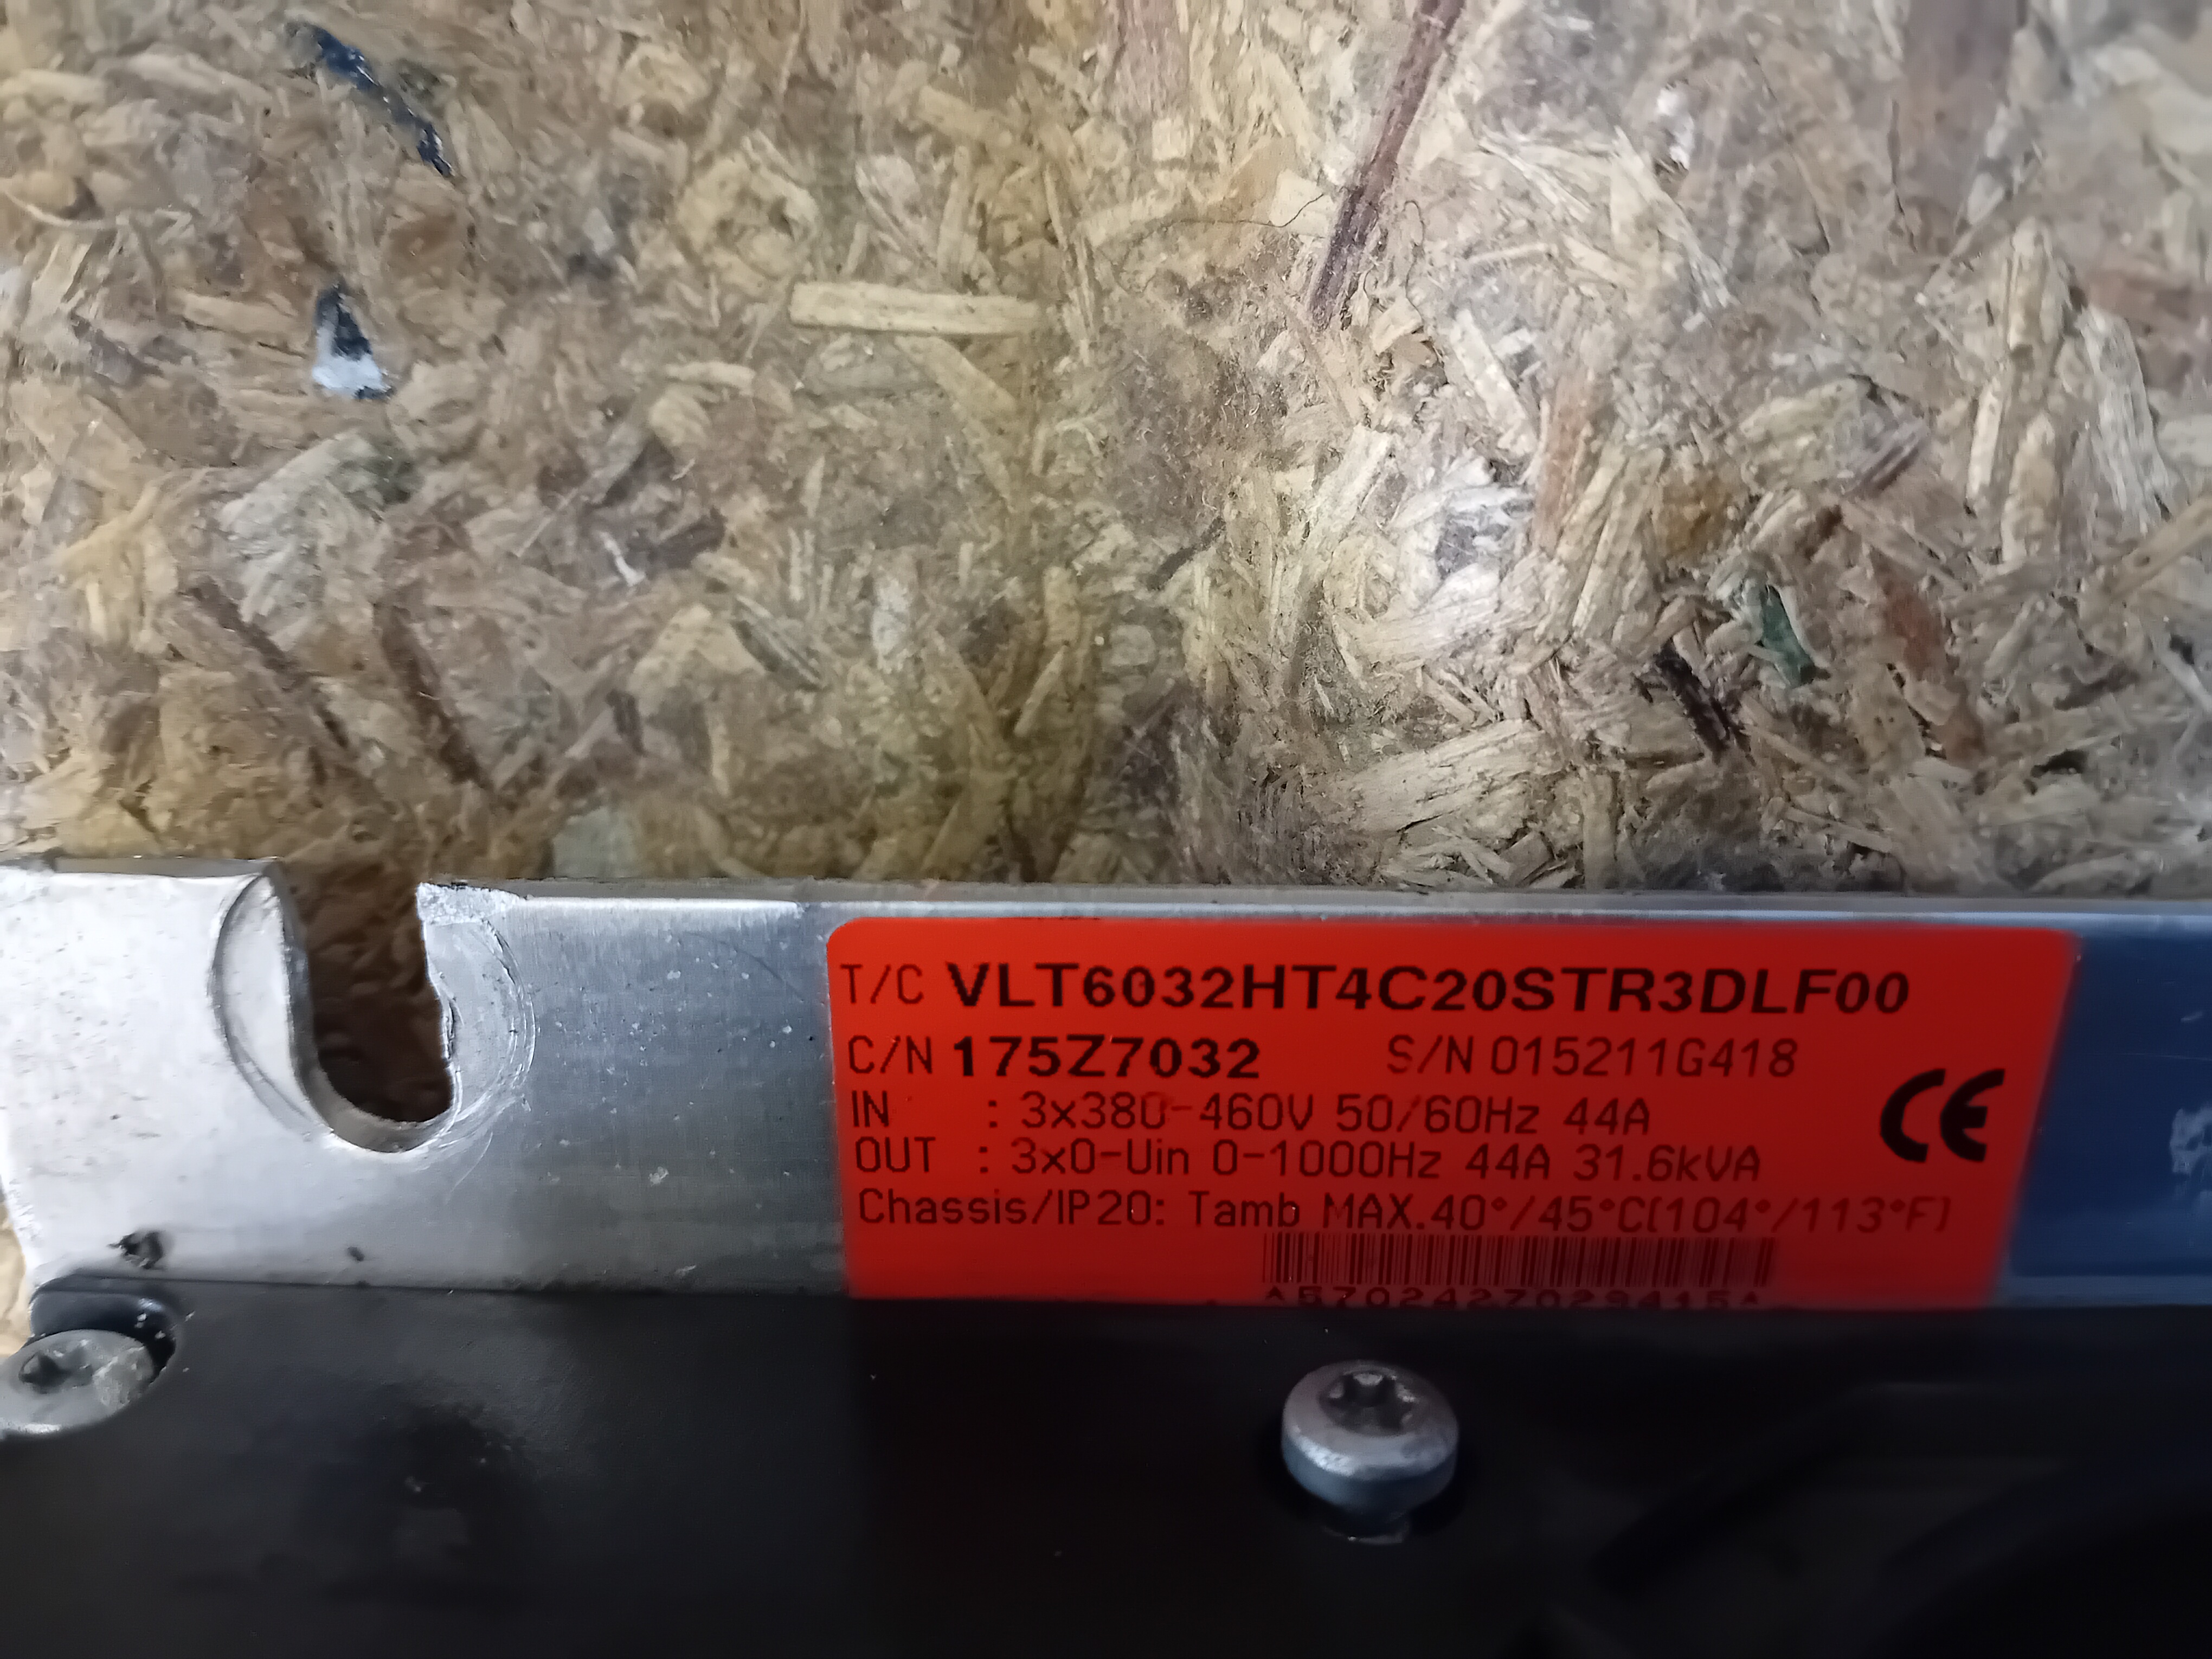 T/C VLT6032HT4C20STR3DLF00
C/N 175Z7032 S/N 015211G418
IN : 3x380-460V 50/60Hz 44A
OUT : 3x0-Uin 0-1000Hz 44A 31.6kVA
CE
Chassis/IP20: Tamb MAX.40°/45°C(104°/113°F)
*5702427029415*